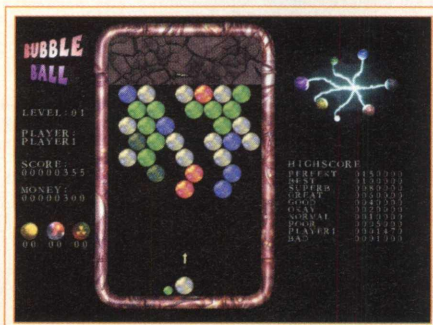 BUBBLE
BALL
LEVEL:01
PLAYER:
PLAYER1
SCORE:
00000355
MONEY:
00000300
00 00 00
HIGHSCORE
PERFEKT
BEST
SUPERB
GREAT
GOOD
OKAY
NORMAL
POOR
PLAYER1
BAD